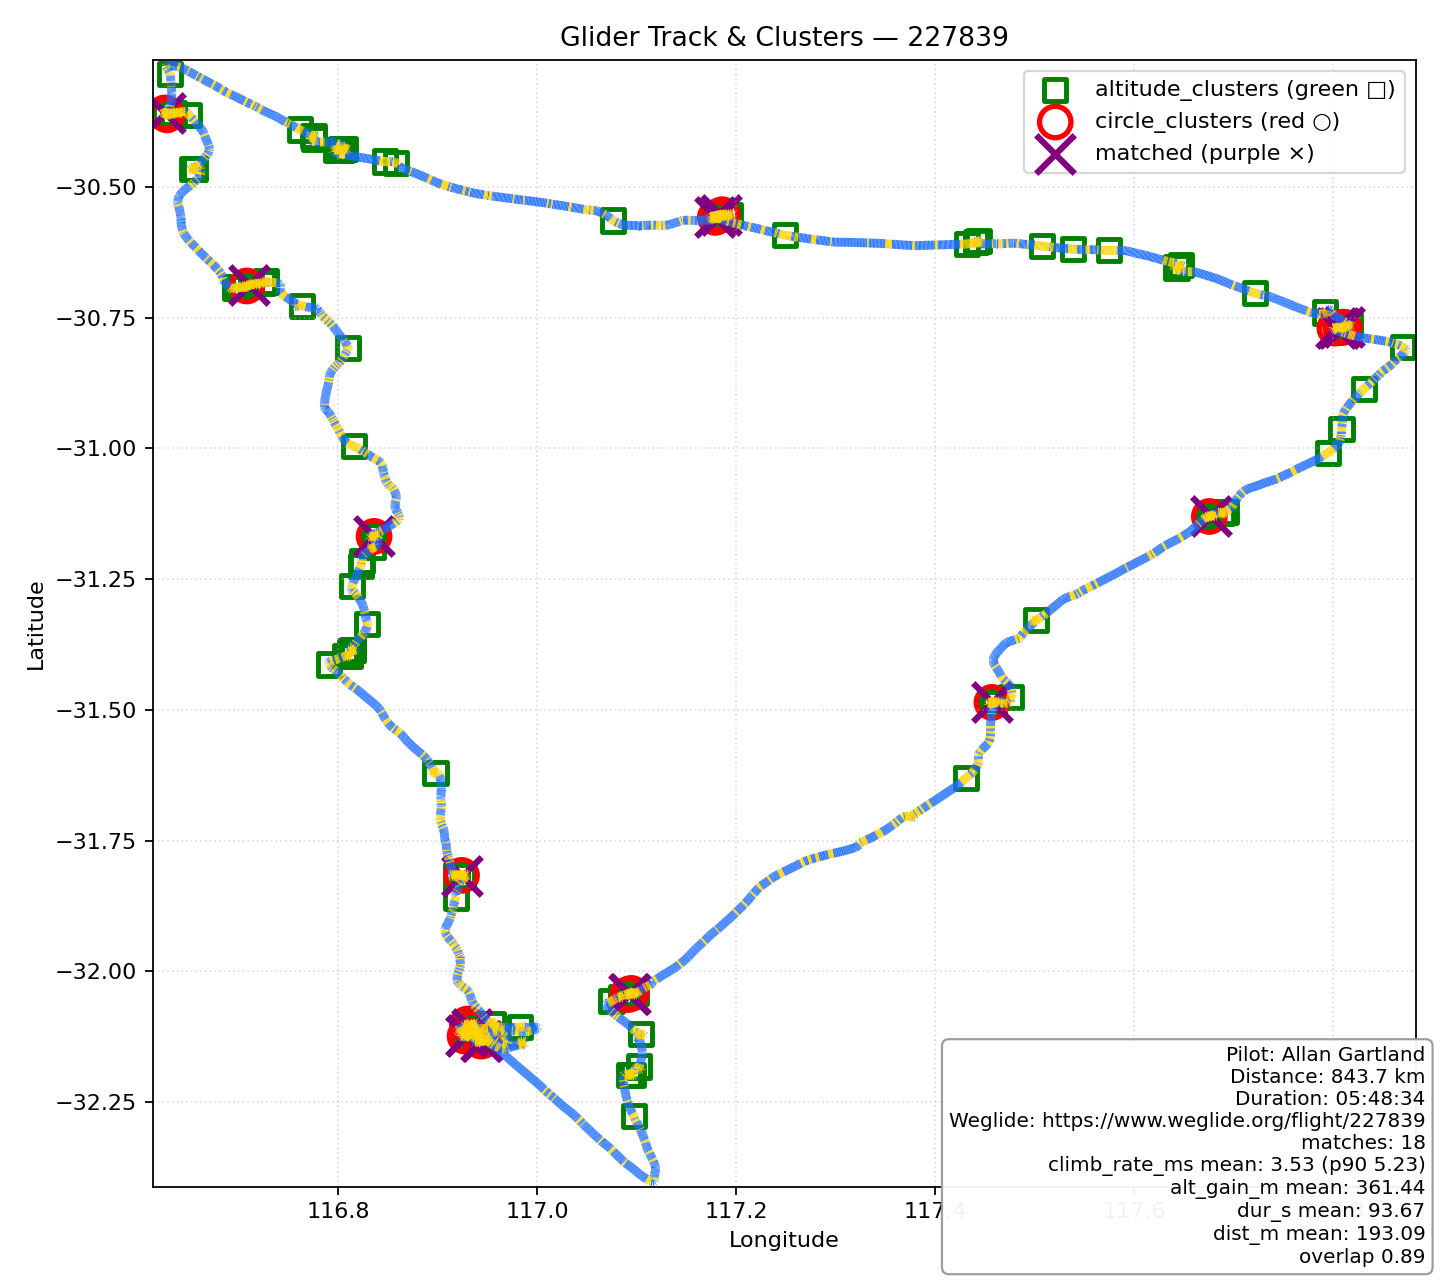 Glider Track & Clusters — 227839
altitude_clusters (green □)
circle_clusters (red ○)
matched (purple ×)
Latitude
−30.50
−30.75
−31.00
−31.25
−31.50
−31.75
−32.00
−32.25
116.8
117.0
117.2
117.4
117.6
Longitude
Pilot: Allan Gartland
Distance: 843.7 km
Duration: 05:48:34
Weglide: https://www.weglide.org/flight/227839
matches: 18
climb_rate_ms mean: 3.53 (p90 5.23)
alt_gain_m mean: 361.44
dur_s mean: 93.67
dist_m mean: 193.09
overlap 0.89